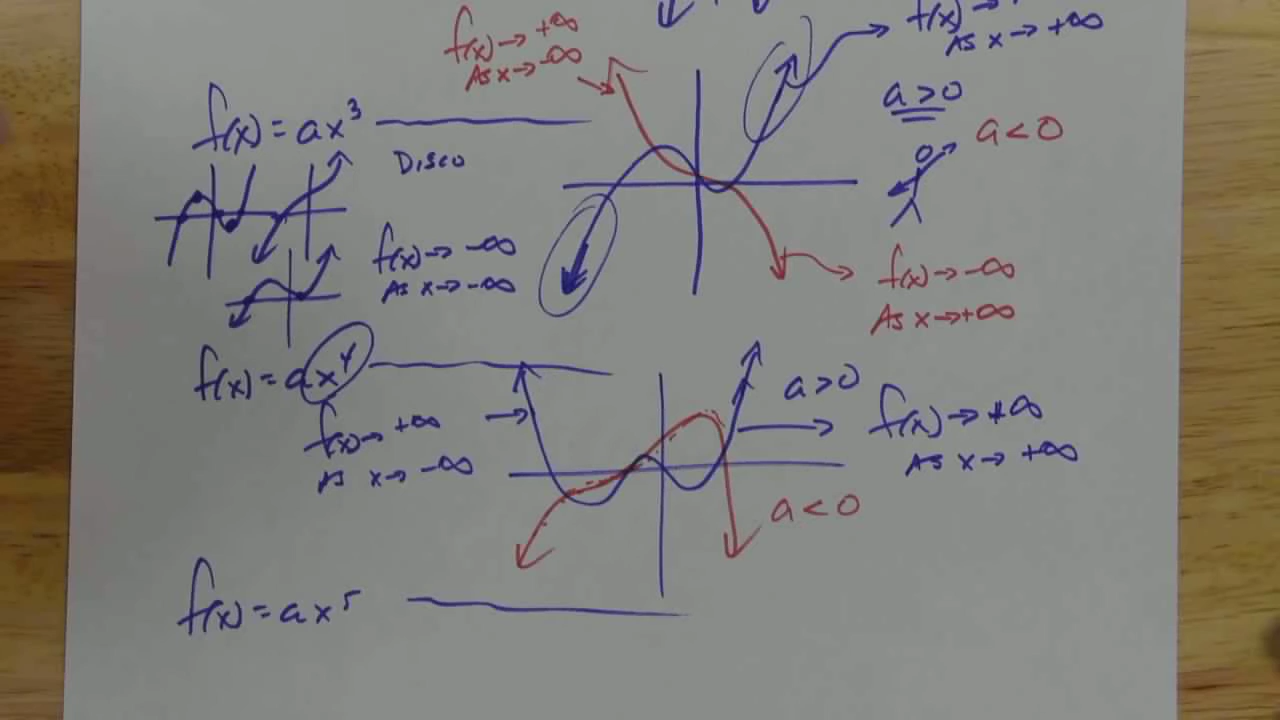 f(x)→+∞
As x→-∞
f(x)→
As x→+∞
a>0
a<0
f(x)=ax³
Disco
f(x)→-∞
As x→-∞
f(x)→-∞
As x→+∞
f(x)=ax⁴
a>0
f(x)→+∞
As x→-∞
f(x)→+∞
As x→+∞
a<0
f(x)=ax⁵